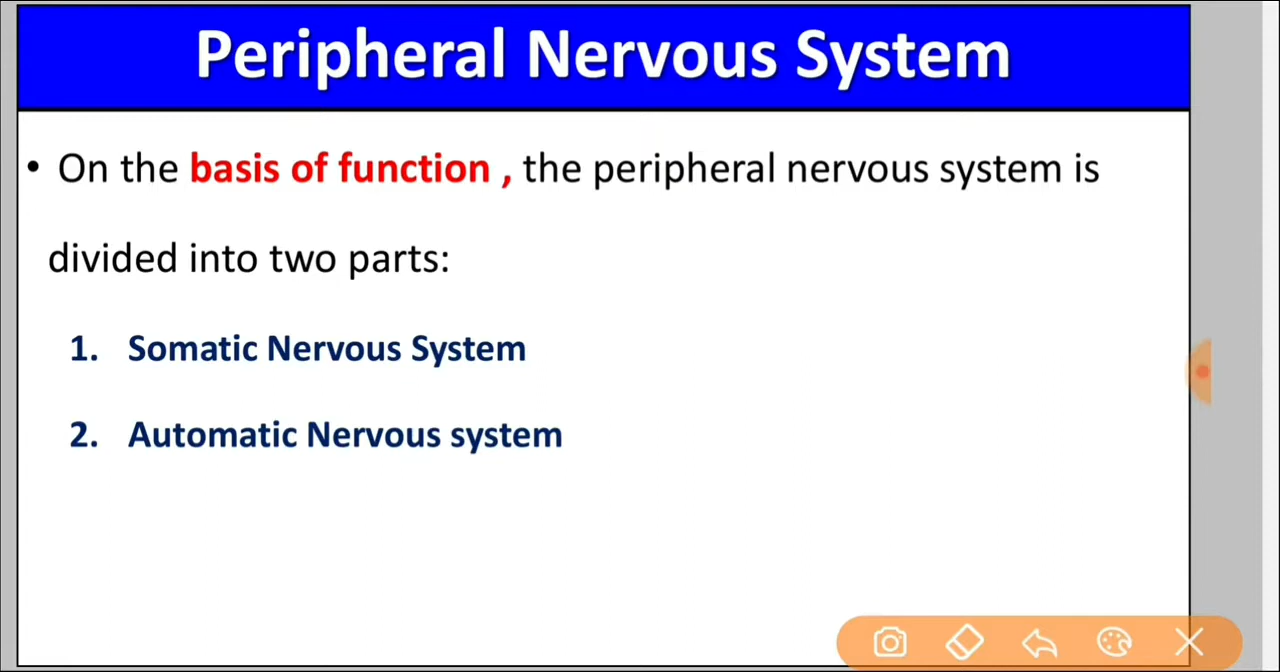 Peripheral Nervous System
• On the basis of function , the peripheral nervous system is
divided into two parts:
1. Somatic Nervous System
2. Automatic Nervous system